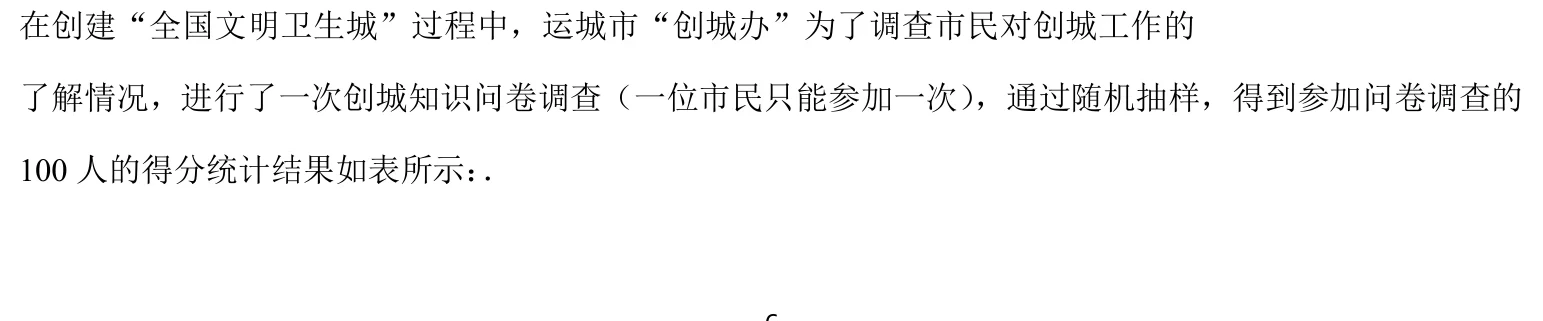 在创建“全国文明卫生城”过程中，运城市“创城办”为了调查市民对创城工作的
了解情况，进行了一次创城知识问卷调查（一位市民只能参加一次），通过随机抽样，得到参加问卷调查的
100 人的得分统计结果如表所示：.